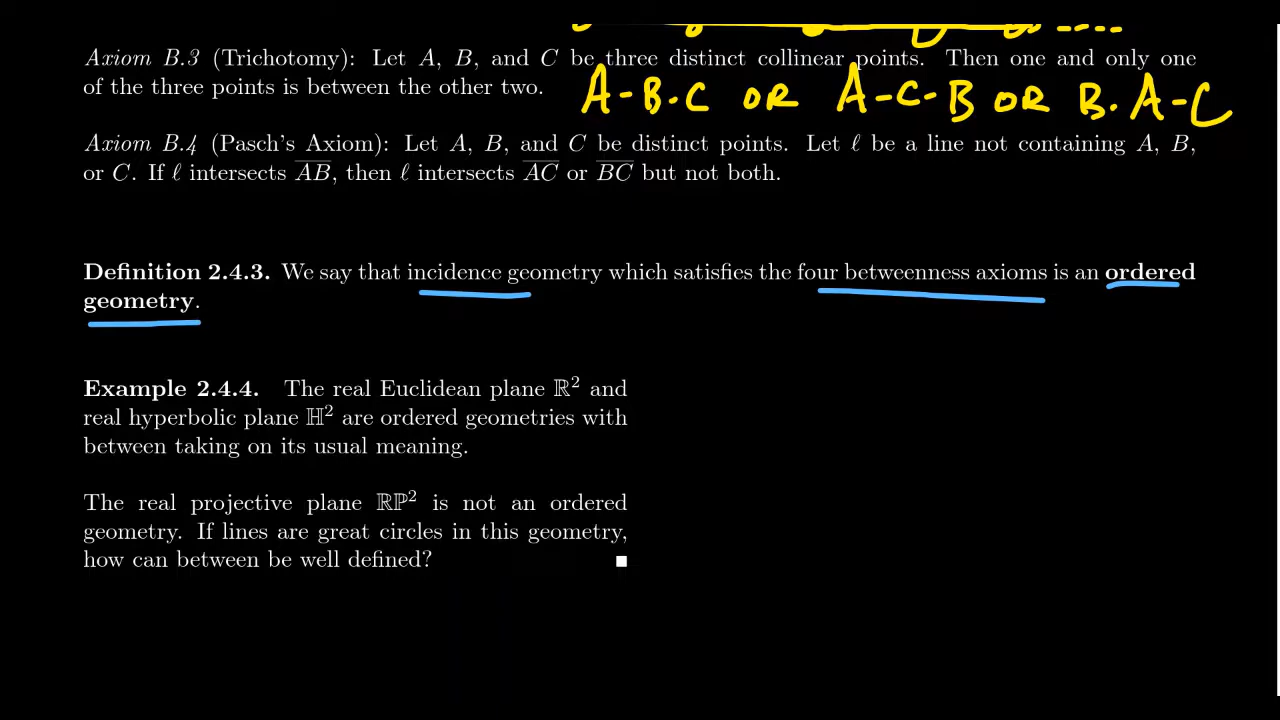 Axiom B.3 (Trichotomy): Let A, B, and C be three distinct collinear points. Then one and only one
of the three points is between the other two.
A-B-C OR A-C-B OR B-A-C
Axiom B.4 (Pasch's Axiom): Let A, B, and C be distinct points. Let ℓ be a line not containing A, B,
or C. If ℓ intersects A̅B̅, then ℓ intersects A̅C̅ or B̅C̅ but not both.
Definition 2.4.3. We say that incidence geometry which satisfies the four betweenness axioms is an ordered
geometry.
Example 2.4.4. The real Euclidean plane ℝ² and
real hyperbolic plane ℍ² are ordered geometries with
between taking on its usual meaning.
The real projective plane ℝℙ² is not an ordered
geometry. If lines are great circles in this geometry,
how can between be well defined?